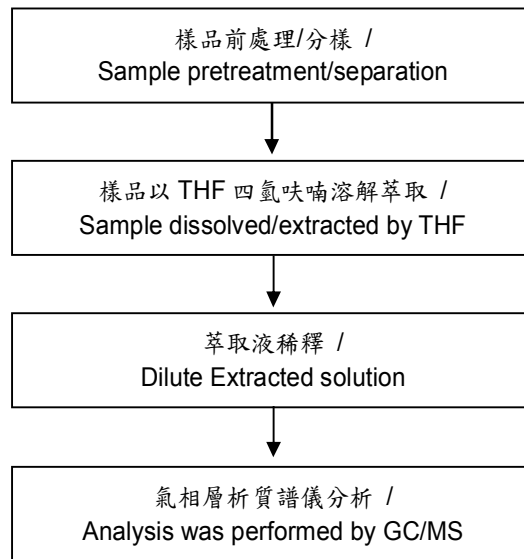 樣品前處理/分樣 /
Sample pretreatment/separation
樣品以 THF 四氫呋喃溶解萃取 /
Sample dissolved/extracted by THF
萃取液稀釋 /
Dilute Extracted solution
氣相層析質譜儀分析 /
Analysis was performed by GC/MS